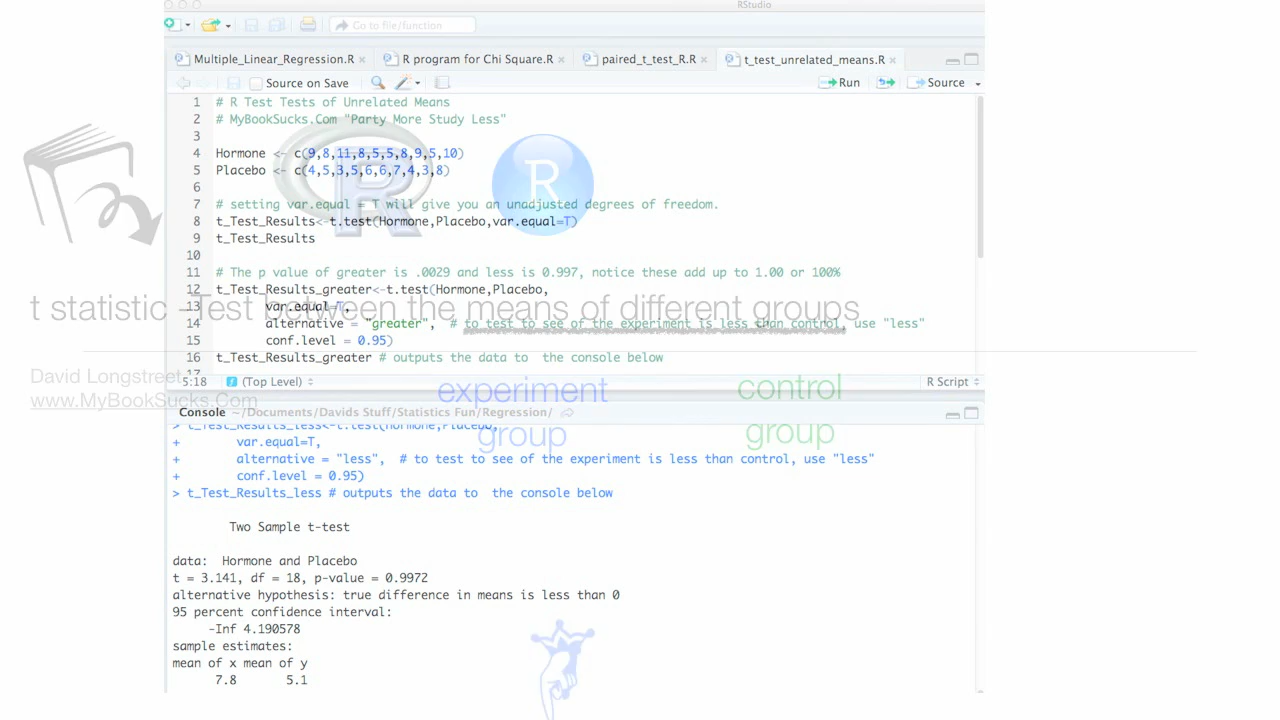 RStudio
Go to file/function
Multiple_Linear_Regression.R
R program for Chi Square.R
paired_t_test_R.R
t_test_unrelated_means.R
Source on Save
Run
Source
1 # R Test Tests of Unrelated Means
2 # MyBookSucks.Com "Party More Study Less"
3
4 Hormone <- c(9,8,11,8,5,5,8,9,5,10)
5 Placebo <- c(4,5,3,5,6,6,7,4,3,8)
6
7 # setting var.equal = T will give you an unadjusted degrees of freedom.
8 t_Test_Results<-t.test(Hormone,Placebo,var.equal=T)
9 t_Test_Results
10
11 # The p value of greater is .0029 and less is 0.997, notice these add up to 1.00 or 100%
12 t_Test_Results_greater<-t.test(Hormone,Placebo,
13 var.equal=T,
14 alternative = "greater", # to test to see of the experiment is less than control, use "less"
15 conf.level = 0.95)
16 t_Test_Results_greater # outputs the data to the console below
17
R
R
t statistic -Test between the means of different groups
David Longstreet
www.MyBookSucks.Com
5:18
(Top Level)
R Script
experiment group
control group
Console ~/Documents/Davids Stuff/Statistics Fun/Regression/
> t_Test_Results_less<-t.test(Hormone,Placebo,
+ var.equal=T,
+ alternative = "less", # to test to see of the experiment is less than control, use "less"
+ conf.level = 0.95)
> t_Test_Results_less # outputs the data to the console below
Two Sample t-test
data: Hormone and Placebo
t = 3.141, df = 18, p-value = 0.9972
alternative hypothesis: true difference in means is less than 0
95 percent confidence interval:
-Inf 4.190578
sample estimates:
mean of x mean of y
7.8 5.1